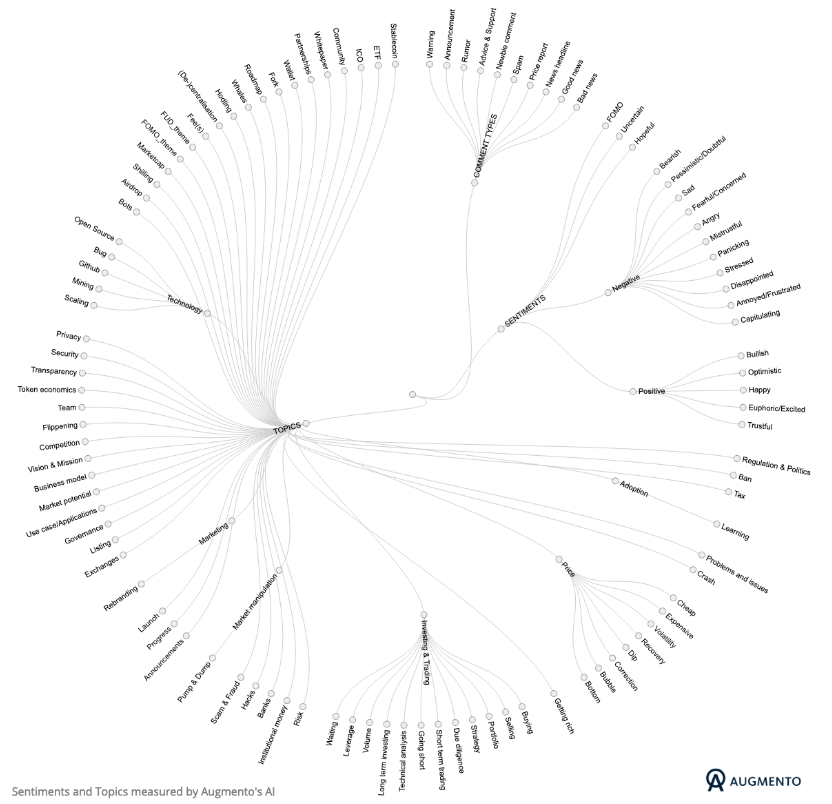 Warning
Announcement
Rumor
Advice & Support
Notable comment
Spam
Price report
News headline
Good news
Bad news
COMMENT TYPES
FOMO
Uncertain
Hopeful
SENTIMENTS
Bearish
Pessimistic/Doubtful
Sad
Fearful/Concerned
Angry
Mistrustful
Panicking
Stressed
Disappointed
Annoyed/Frustrated
Capitulating
Negative
Positive
Bullish
Optimistic
Happy
Euphoric/Excited
Trustful
TOPICS
Regulation & Politics
Ban
Tax
Adoption
Learning
Problems and issues
Crash
Price
Cheap
Expensive
Volatility
Recovery
Dip
Correction
Bubble
Bottom
Getting rich
Investing & Trading
Buying
Selling
Portfolio
Strategy
Due diligence
Short term trading
Going short
Technical analysis
Long term investing
Volume
Leverage
Waiting
Risk
Institutional money
Banks
Hacks
Scam & Fraud
Market manipulation
Pump & Dump
Announcements
Progress
Launch
Marketing
Rebranding
Exchanges
Listing
Governance
Use case/Applications
Market potential
Business model
Vision & Mission
Competition
Flippening
Team
Token economics
Transparency
Security
Privacy
Technology
Scaling
Mining
Github
Bug
Open Source
Bots
Airdrop
Shilling
Marketcap
FOMO_theme
FUD_theme
Fee(s)
(De-)centralisation
Hodling
Whales
Roadmap
Fork
Wallet
Partnerships
Whitepaper
Community
ICO
ETF
Stablecoin
Sentiments and Topics measured by Augmento's AI
AUGMENTO